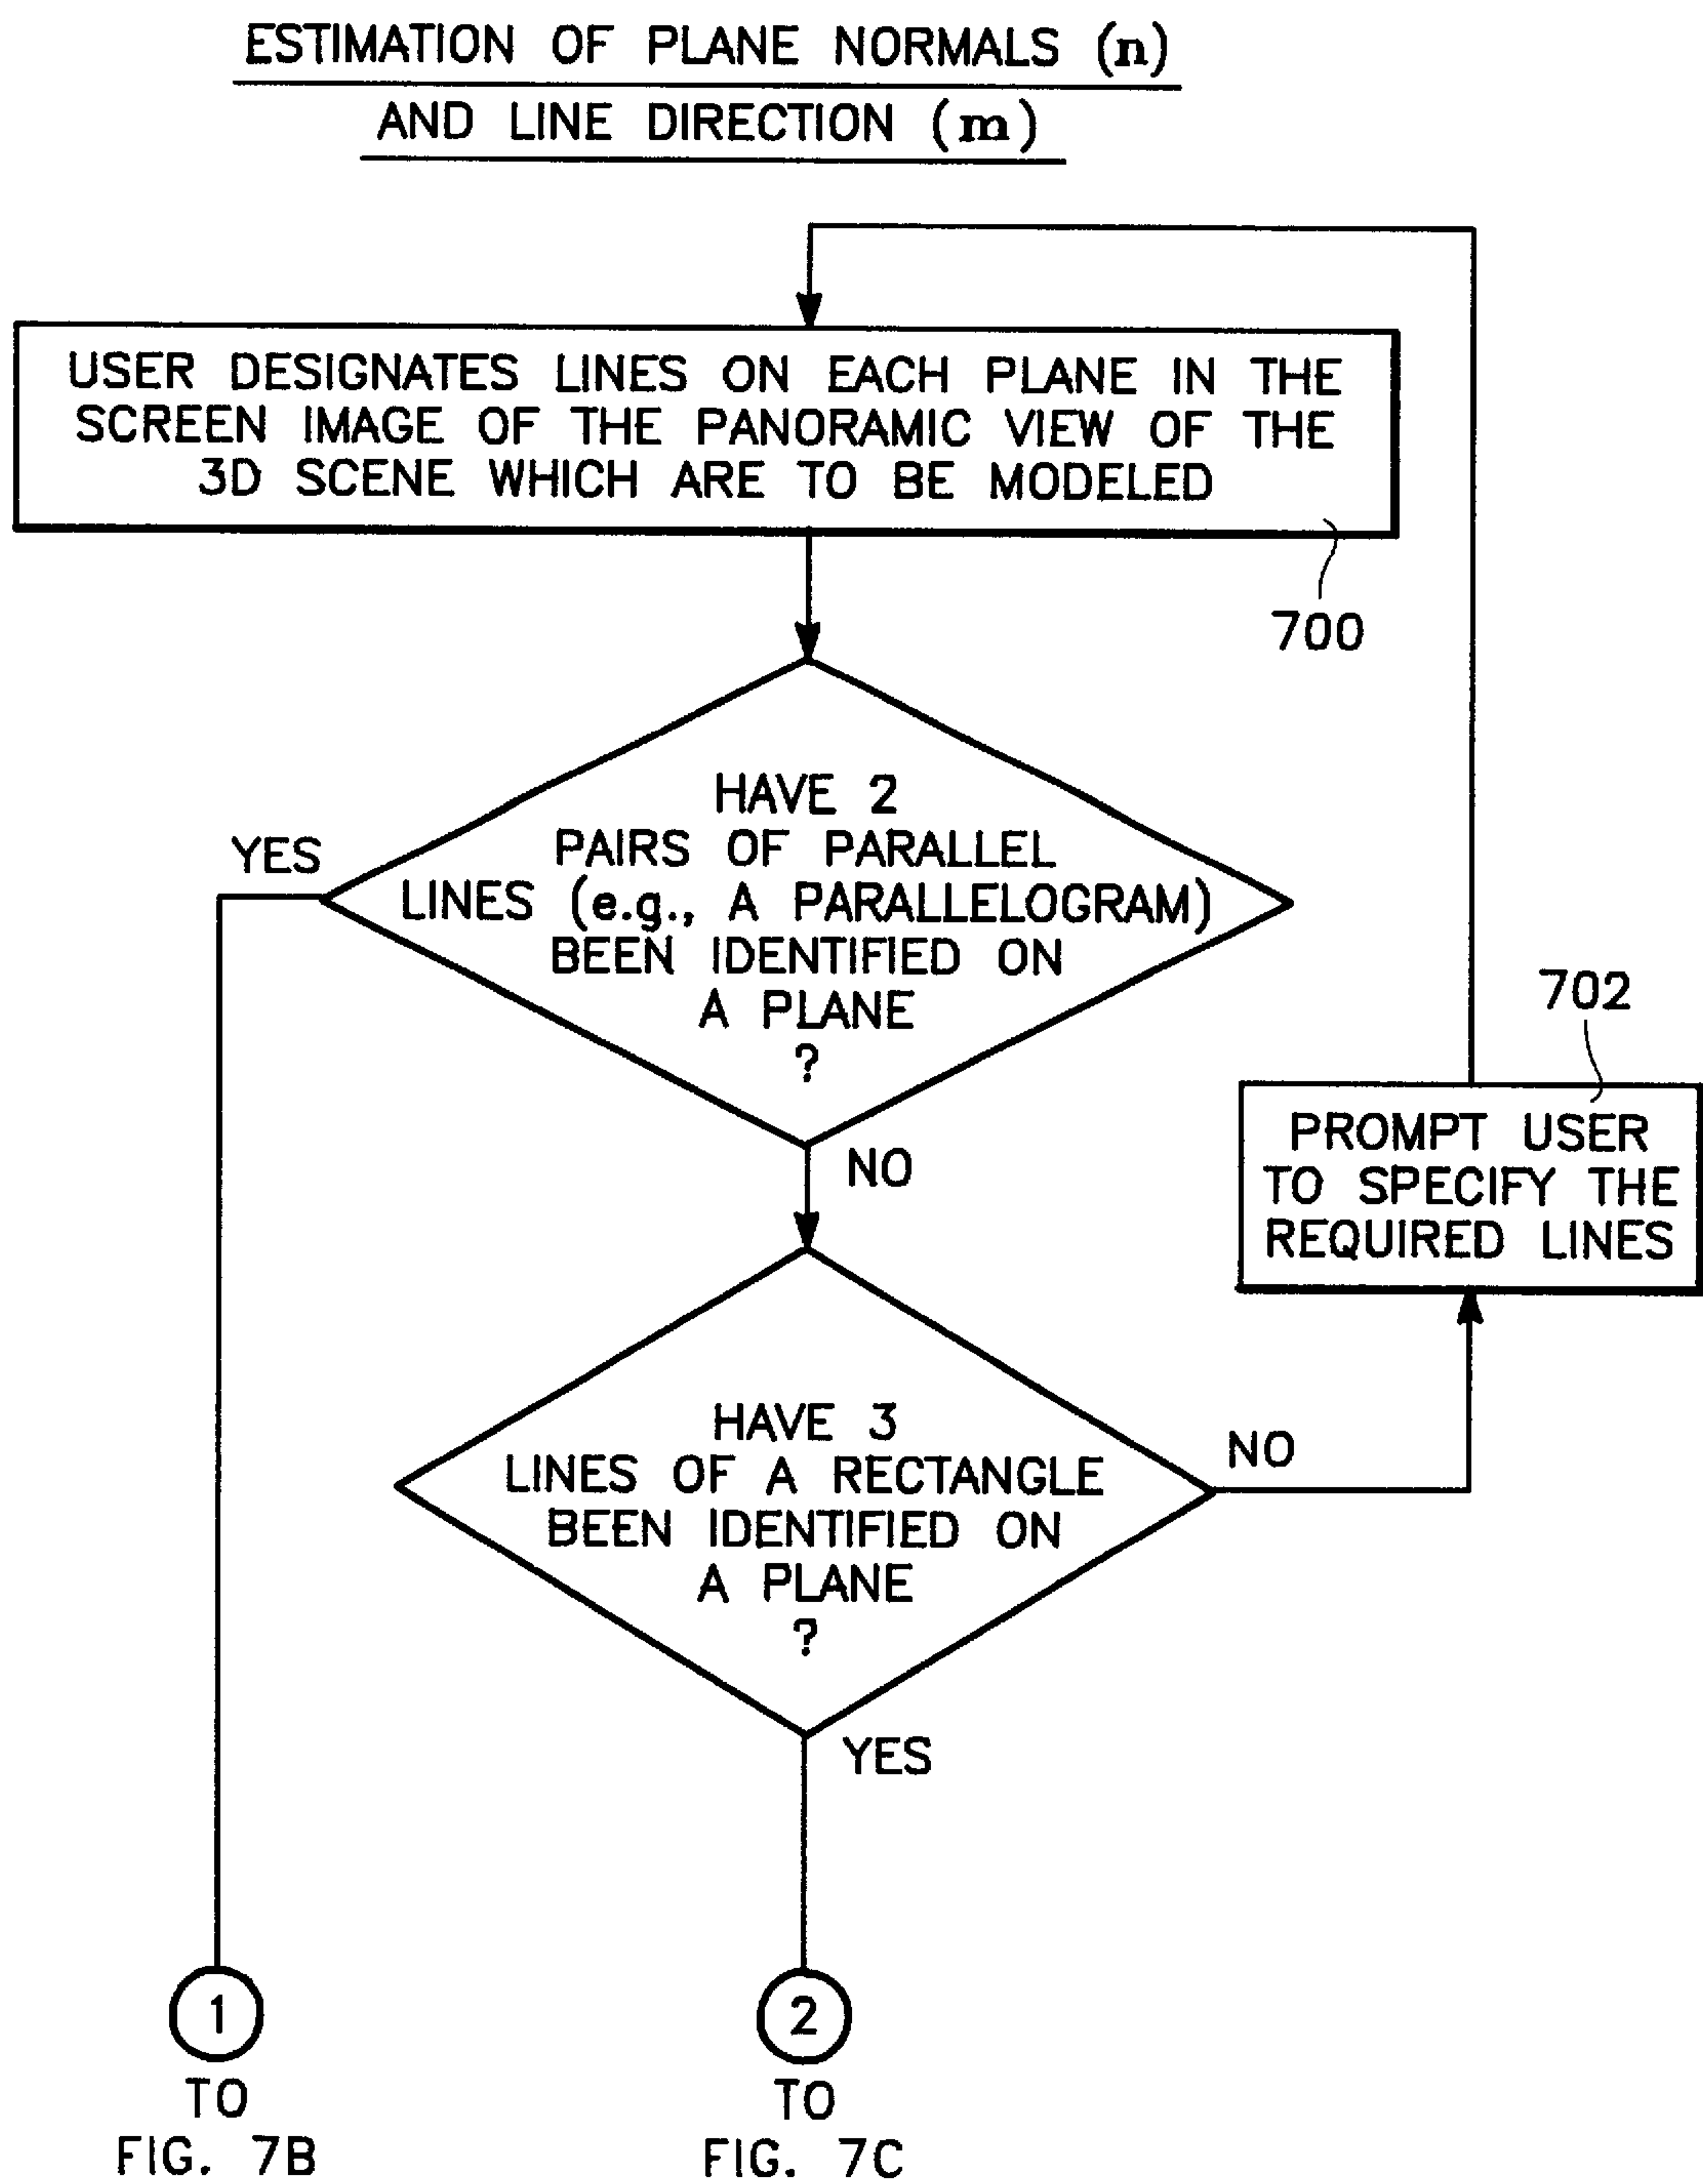 ESTIMATION OF PLANE NORMALS (n)
AND LINE DIRECTION (m)
USER DESIGNATES LINES ON EACH PLANE IN THE
SCREEN IMAGE OF THE PANORAMIC VIEW OF THE
3D SCENE WHICH ARE TO BE MODELED
700
HAVE 2
PAIRS OF PARALLEL
LINES (e.g., A PARALLELOGRAM)
BEEN IDENTIFIED ON
A PLANE
?
YES
NO
702
PROMPT USER
TO SPECIFY THE
REQUIRED LINES
HAVE 3
LINES OF A RECTANGLE
BEEN IDENTIFIED ON
A PLANE
?
NO
YES
1
TO
FIG. 7B
2
TO
FIG. 7C